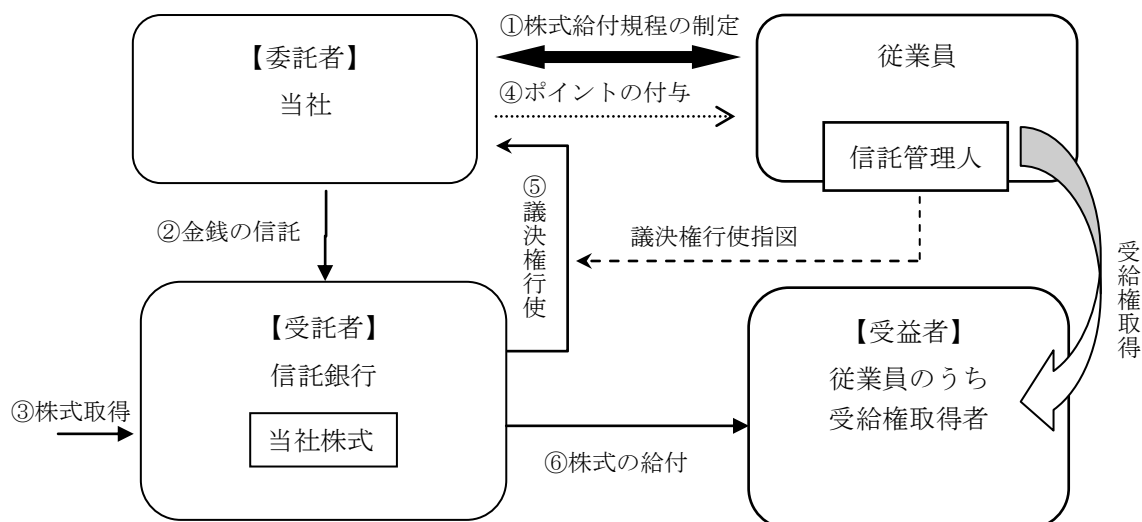 ①株式給付規程の制定
【委託者】
当社
従業員
④ポイントの付与
信託管理人
⑤議決権行使
②金銭の信託
議決権行使指図
受給権取得
【受託者】
信託銀行
③株式取得
当社株式
【受益者】
従業員のうち
受給権取得者
⑥株式の給付